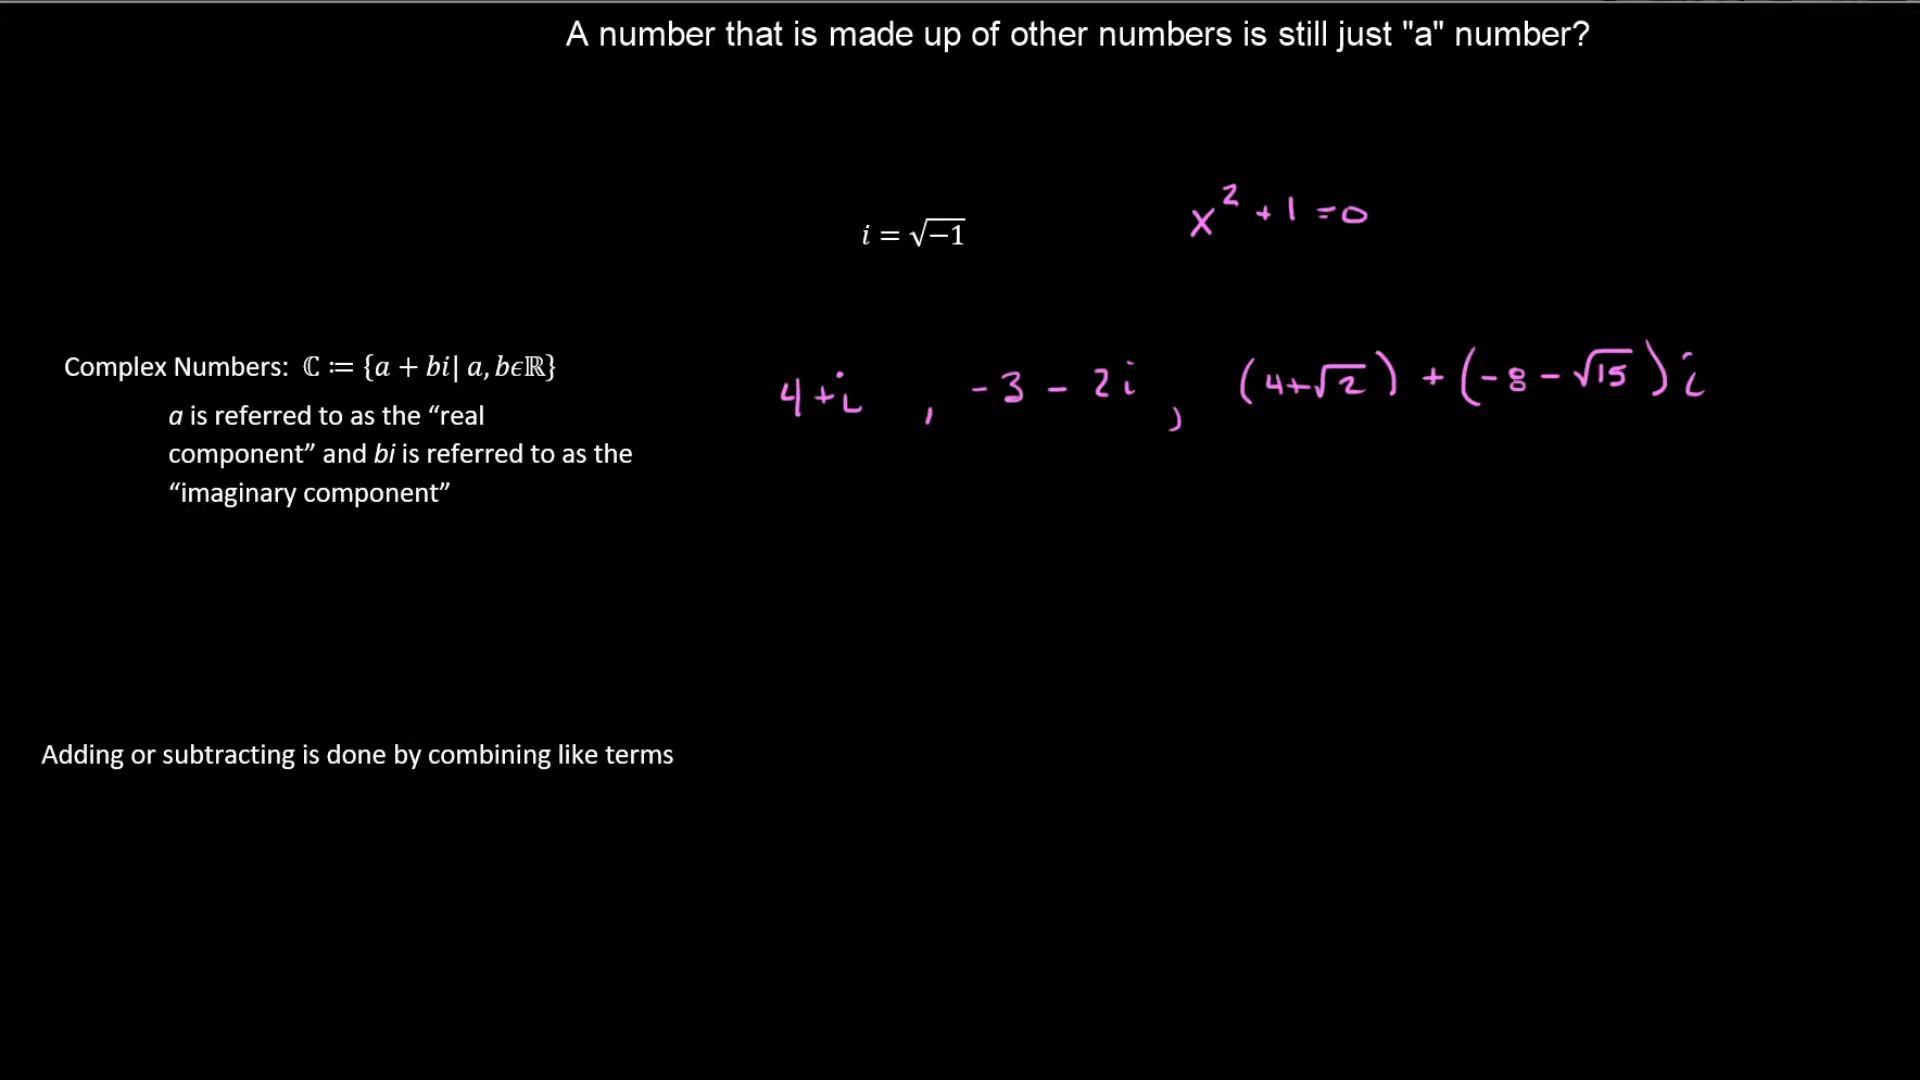 A number that is made up of other numbers is still just "a" number?
x² + 1 = 0
i = √−1
Complex Numbers: ℂ ≔ {a + bi| a, bϵℝ}
4+i , -3 - 2i , (4+√2) + (-8-√15)i
a is referred to as the “real
component” and bi is referred to as the
“imaginary component”
Adding or subtracting is done by combining like terms